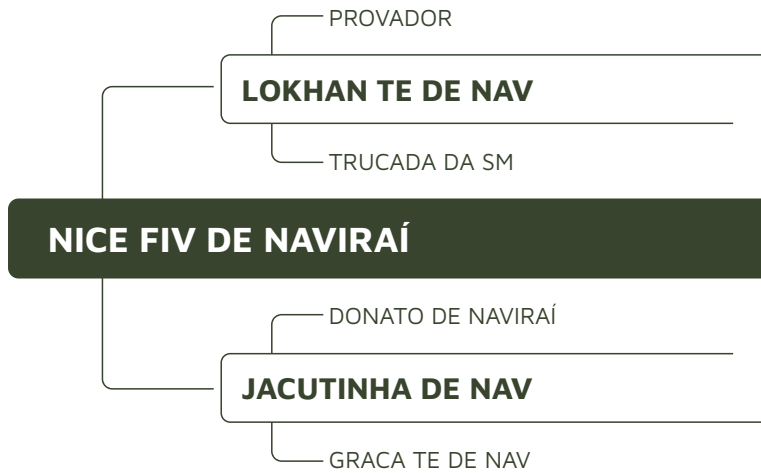 PROVADOR
LOKHAN TE DE NAV
TRUCADA DA SM
NICE FIV DE NAVIRAÍ
DONATO DE NAVIRAÍ
JACUTINHA DE NAV
GRACA TE DE NAV